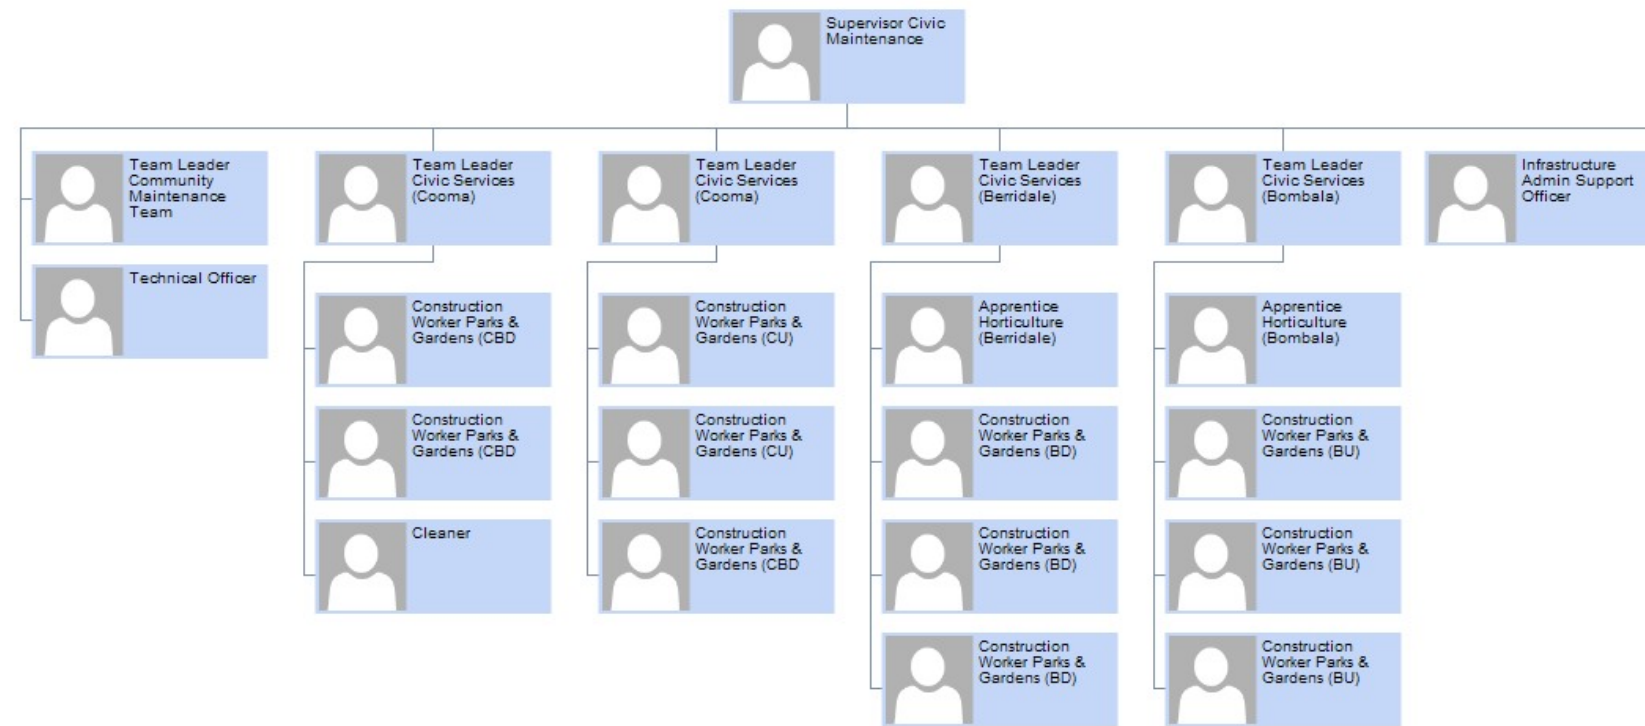 Supervisor Civic
Maintenance
Team Leader
Community
Maintenance
Team
Team Leader
Civic Services
(Cooma)
Team Leader
Civic Services
(Cooma)
Team Leader
Civic Services
(Berridale)
Team Leader
Civic Services
(Bombala)
Infrastructure
Admin Support
Officer
Technical Officer
Construction
Worker Parks &
Gardens (CBD
Construction
Worker Parks &
Gardens (CU)
Apprentice
Horticulture
(Berridale)
Apprentice
Horticulture
(Bombala)
Construction
Worker Parks &
Gardens (CBD
Construction
Worker Parks &
Gardens (CU)
Construction
Worker Parks &
Gardens (BD)
Construction
Worker Parks &
Gardens (BU)
Cleaner
Construction
Worker Parks &
Gardens (CBD
Construction
Worker Parks &
Gardens (BD)
Construction
Worker Parks &
Gardens (BU)
Construction
Worker Parks &
Gardens (BD)
Construction
Worker Parks &
Gardens (BU)